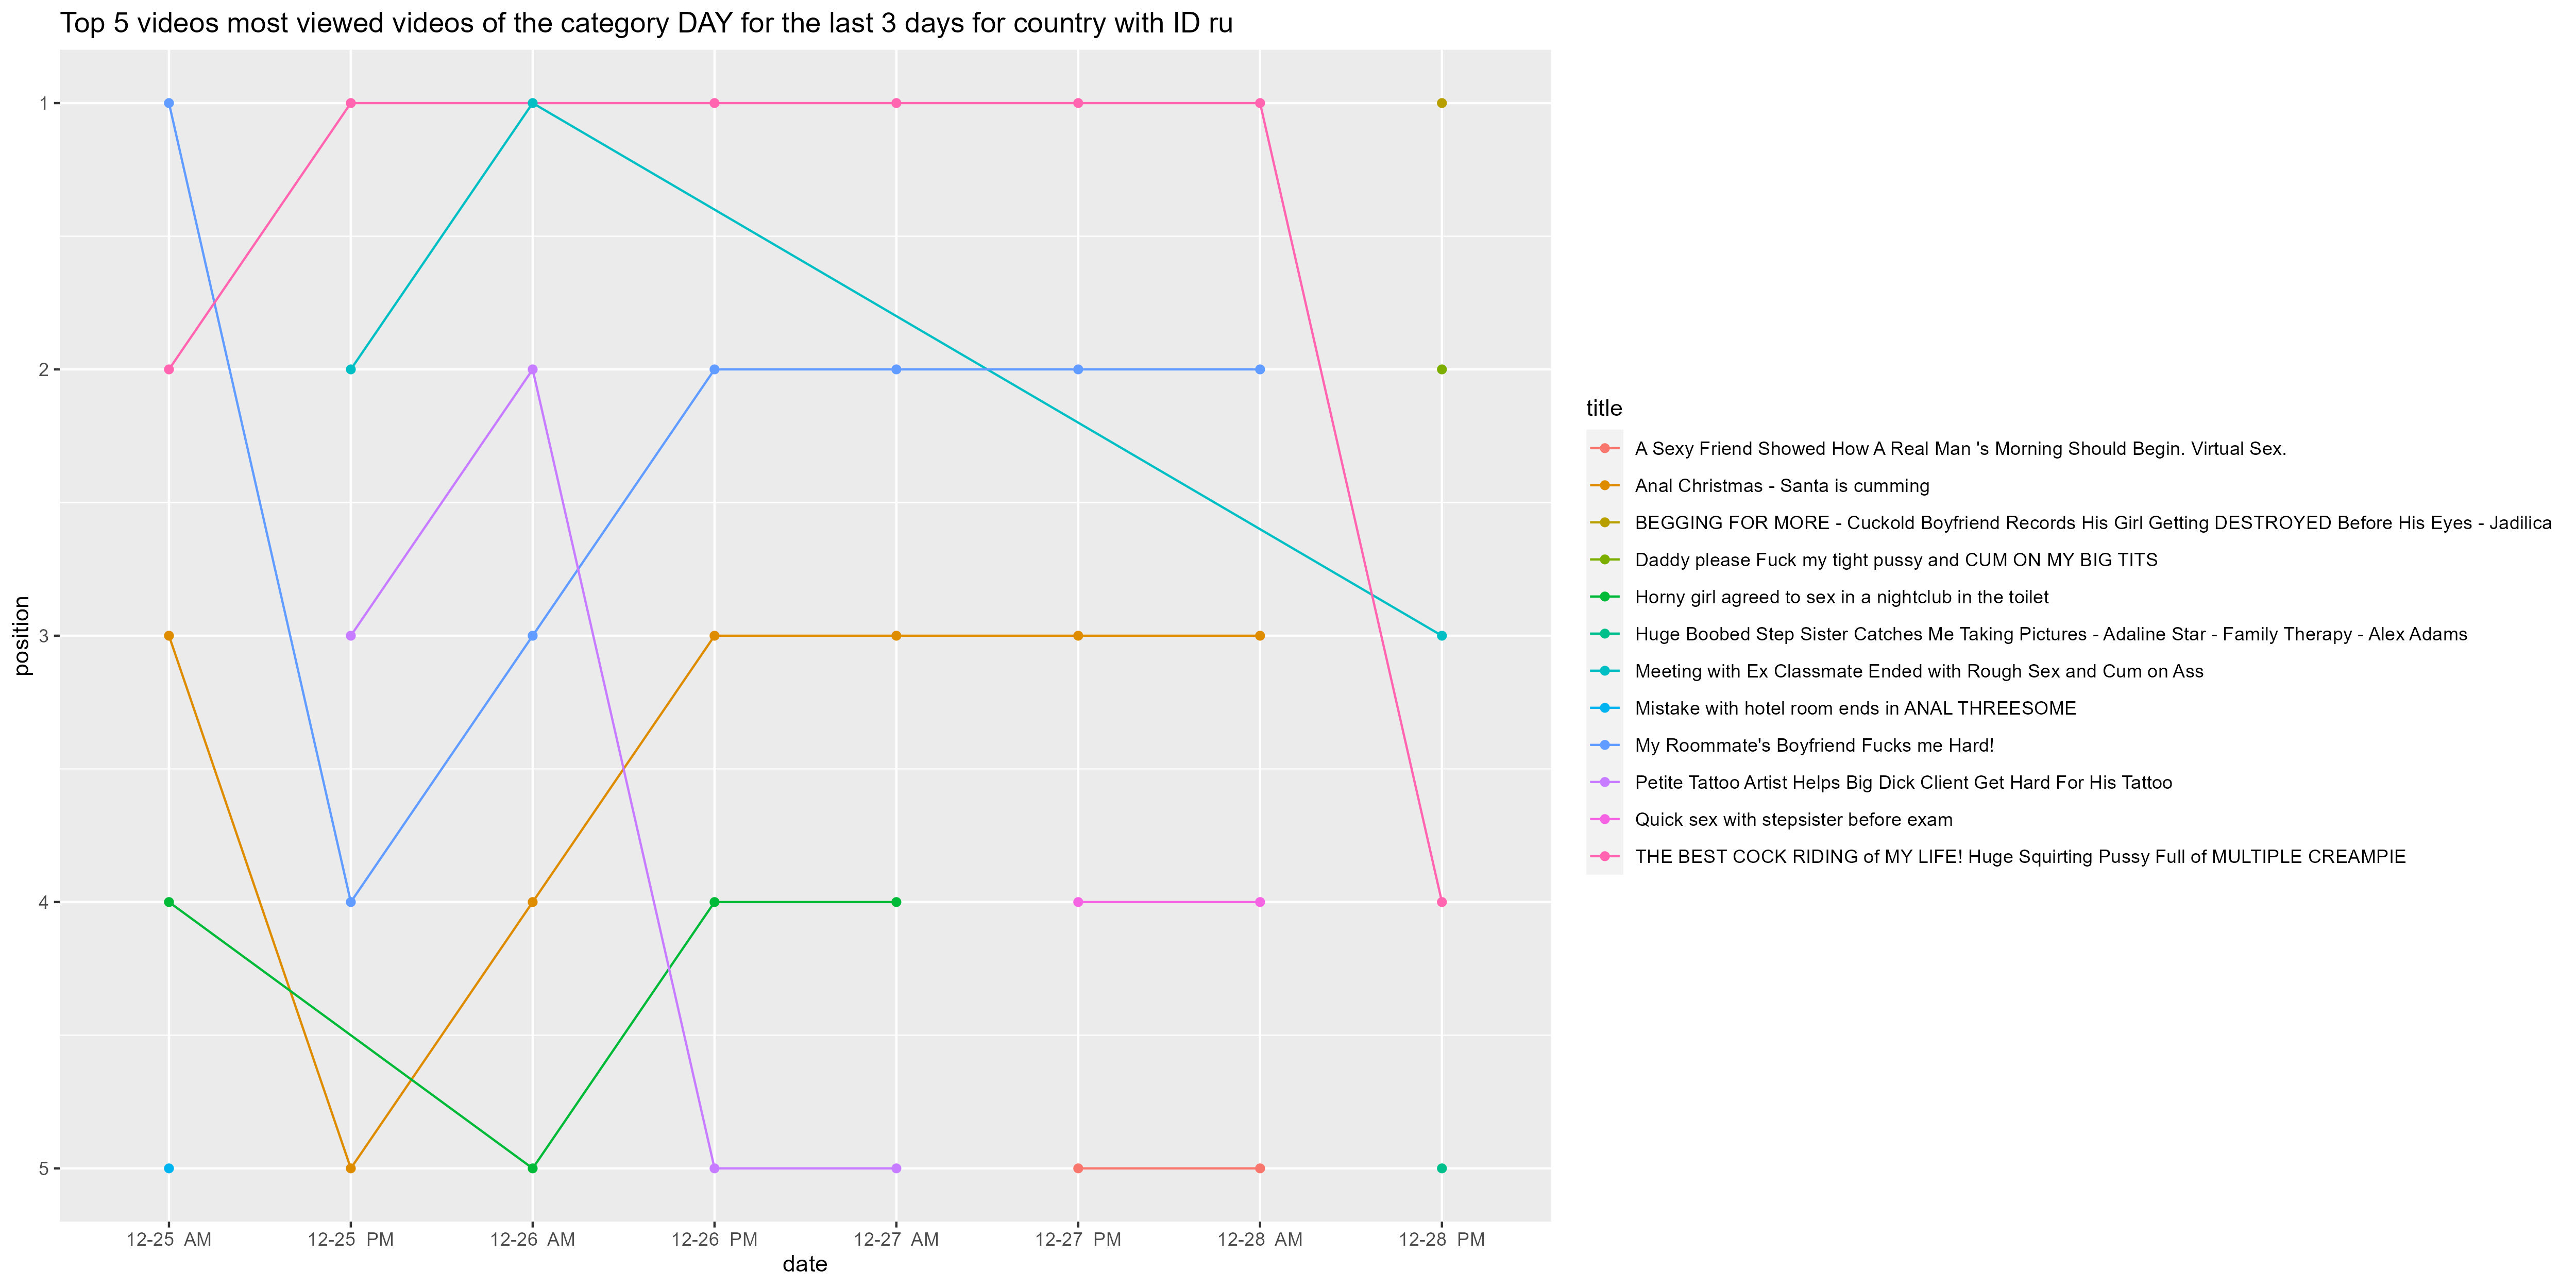 Top 5 videos most viewed videos of the category DAY for the last 3 days for country with ID ru
position
1
2
3
4
5
12-25 AM
12-25 PM
12-26 AM
12-26 PM
12-27 AM
12-27 PM
12-28 AM
12-28 PM
date
title
A Sexy Friend Showed How A Real Man 's Morning Should Begin. Virtual Sex.
Anal Christmas - Santa is cumming
BEGGING FOR MORE - Cuckold Boyfriend Records His Girl Getting DESTROYED Before His Eyes - Jadilica
Daddy please Fuck my tight pussy and CUM ON MY BIG TITS
Horny girl agreed to sex in a nightclub in the toilet
Huge Boobed Step Sister Catches Me Taking Pictures - Adaline Star - Family Therapy - Alex Adams
Meeting with Ex Classmate Ended with Rough Sex and Cum on Ass
Mistake with hotel room ends in ANAL THREESOME
My Roommate's Boyfriend Fucks me Hard!
Petite Tattoo Artist Helps Big Dick Client Get Hard For His Tattoo
Quick sex with stepsister before exam
THE BEST COCK RIDING of MY LIFE! Huge Squirting Pussy Full of MULTIPLE CREAMPIE